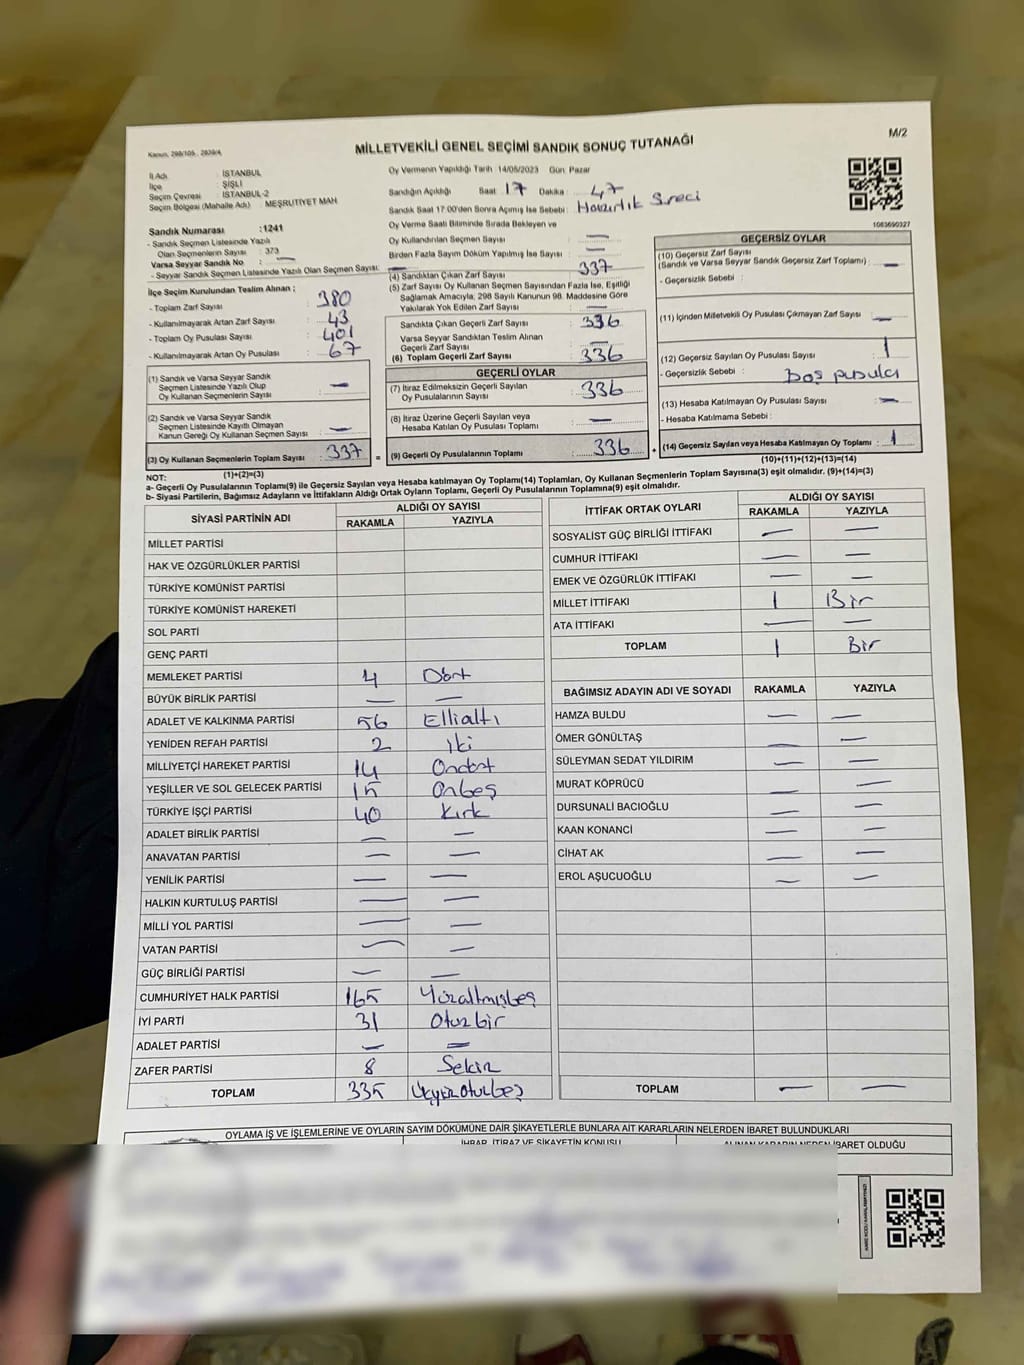 M/2
Kanun, 298/105 , 2839/4,
MİLLETVEKİLİ GENEL SEÇİMİ SANDIK SONUÇ TUTANAĞI
İl Adı : İSTANBUL
İlçe : ŞİŞLİ
Seçim Çevresi : İSTANBUL-2
Seçim Bölgesi (Mahalle Adı) : MEŞRUTİYET MAH
Oy Vermenin Yapıldığı Tarih 14/05/2023 Gün Pazar
Sandığın Açıldığı Saat 17 Dakika : 47
Sandık Saat 17:00'den Sonra Açımış İse Sebebi : Hazırlık Süreci
Oy Verme Saati Bitiminde Sırada Bekleyen ve
Oy Kullandırılan Seçmen Sayısı : —
Birden Fazla Sayım Döküm Yapılmış İse Sayısı : —
1083690327
Sandık Numarası :1241
- Sandık Seçmen Listesinde Yazılı
Olan Seçmenlerin Sayısı : 373
Varsa Seyyar Sandık No : —
- Seyyar Sandık Seçmen Listesinde Yazılı Olan Seçmen Sayısı: —
İlçe Seçim Kurulundan Teslim Alınan ;
- Toplam Zarf Sayısı : 380
- Kullanılmayarak Artan Zarf Sayısı : 43
- Toplam Oy Pusulası Sayısı : 401
- Kullanılmayarak Artan Oy Pusulası : 67
(1) Sandık ve Varsa Seyyar Sandık
Seçmen Listesinde Yazılı Olup
Oy Kullanan Seçmenlerin Sayısı : —
(2) Sandık ve Varsa Seyyar Sandık
Seçmen Listesinde Kayıtlı Olmayan
Kanun Gereği Oy Kullanan Seçmen Sayısı : —
(3) Oy Kullanan Seçmenlerin Toplam Sayısı : 337 =
(1)+(2)=(3)
(4) Sandıktan Çıkan Zarf Sayısı : 337
(5) Zarf Sayısı Oy Kullanan Seçmen Sayısından Fazla İse, Eşitliği
Sağlamak Amacıyla, 298 Sayılı Kanunun 98. Maddesine Göre
Yakılarak Yok Edilen Zarf Sayısı : —
Sandıkta Çıkan Geçerli Zarf Sayısı : 336
Varsa Seyyar Sandıktan Teslim Alınan
Geçerli Zarf Sayısı : —
(6) Toplam Geçerli Zarf Sayısı : 336
GEÇERLİ OYLAR
(7) İtiraz Edilmeksizin Geçerli Sayılan
Oy Pusulalarının Sayısı : 336
(8) İtiraz Üzerine Geçerli Sayılan veya
Hesaba Katılan Oy Pusulası Toplamı : —
(9) Geçerli Oy Pusulalarının Toplamı : 336 +
GEÇERSİZ OYLAR
(10) Geçersiz Zarf Sayısı
(Sandık ve Varsa Seyyar Sandık Geçersiz Zarf Toplamı) : —
- Geçersizlik Sebebi :
(11) İçinden Milletvekili Oy Pusulası Çıkmayan Zarf Sayısı : —
(12) Geçersiz Sayılan Oy Pusulası Sayısı : 1
- Geçersizlik Sebebi : boş pusula
(13) Hesaba Katılmayan Oy Pusulası Sayısı : —
- Hesaba Katılmama Sebebi :
(14) Geçersiz Sayılan veya Hesaba Katılmayan Oy Toplamı : 1
(10)+(11)+(12)+(13)=(14)
NOT:
a- Geçerli Oy Pusulaları Toplamı(9) ile Geçersiz Sayılan veya Hesaba katılmayan Oy Toplamı(14) Toplamları, Oy Kullanan Seçmenlerin Toplam Sayısına(3) eşit olmalıdır. (9)+(14)=(3)
b- Siyasi Partilerin, Bağımsız Adayların ve İttifakların Aldığı Ortak Oyların Toplamı, Geçerli Oy Pusulalarının Toplamına(9) eşit olmalıdır.
SİYASİ PARTİNİN ADI ALDIĞI OY SAYISI
RAKAMLA YAZIYLA
MİLLET PARTİSİ
HAK VE ÖZGÜRLÜKLER PARTİSİ
TÜRKİYE KOMÜNİST PARTİSİ
TÜRKİYE KOMÜNİST HAREKETİ
SOL PARTİ
GENÇ PARTİ
MEMLEKET PARTİSİ 4 Dört
BÜYÜK BİRLİK PARTİSİ — —
ADALET VE KALKINMA PARTİSİ 56 Ellialtı
YENİDEN REFAH PARTİSİ 2 İki
MİLLİYETÇİ HAREKET PARTİSİ 14 Ondört
YEŞİLLER VE SOL GELECEK PARTİSİ 15 Onbeş
TÜRKİYE İŞÇİ PARTİSİ 40 Kırk
ADALET BİRLİK PARTİSİ — —
ANAVATAN PARTİSİ — —
YENİLİK PARTİSİ — —
HALKIN KURTULUŞ PARTİSİ — —
MİLLİ YOL PARTİSİ — —
VATAN PARTİSİ — —
GÜÇ BİRLİĞİ PARTİSİ — —
CUMHURİYET HALK PARTİSİ 165 Yüzaltmışbeş
İYİ PARTİ 31 Otuzbir
ADALET PARTİSİ — —
ZAFER PARTİSİ 8 Sekiz
TOPLAM 335 Üçyüzotuzbeş
İTTİFAK ORTAK OYLARI ALDIĞI OY SAYISI
RAKAMLA YAZIYLA
SOSYALİST GÜÇ BİRLİĞİ İTTİFAKI — —
CUMHUR İTTİFAKI — —
EMEK VE ÖZGÜRLÜK İTTİFAKI — —
MİLLET İTTİFAKI 1 Bir
ATA İTTİFAKI — —
TOPLAM 1 Bir
BAĞIMSIZ ADAYIN ADI VE SOYADI RAKAMLA YAZIYLA
HAMZA BULDU — —
ÖMER GÖNÜLTAŞ — —
SÜLEYMAN SEDAT YILDIRIM — —
MURAT KÖPRÜCÜ — —
DURSUNALİ BACIOĞLU — —
KAAN KONANCİ — —
CİHAT AK — —
EROL AŞUCUOĞLU — —
TOPLAM — —
OYLAMA İŞ VE İŞLEMLERİNE VE OYLARIN SAYIM DÖKÜMÜNE DAİR ŞİKAYETLERLE BUNLARA AİT KARARLARIN NELERDEN İBARET BULUNDUKLARI
İHBAR, İTİRAZ VE ŞİKAYETİN KONUSU ALINAN KARARIN NEDEN İBARET OLDUĞU